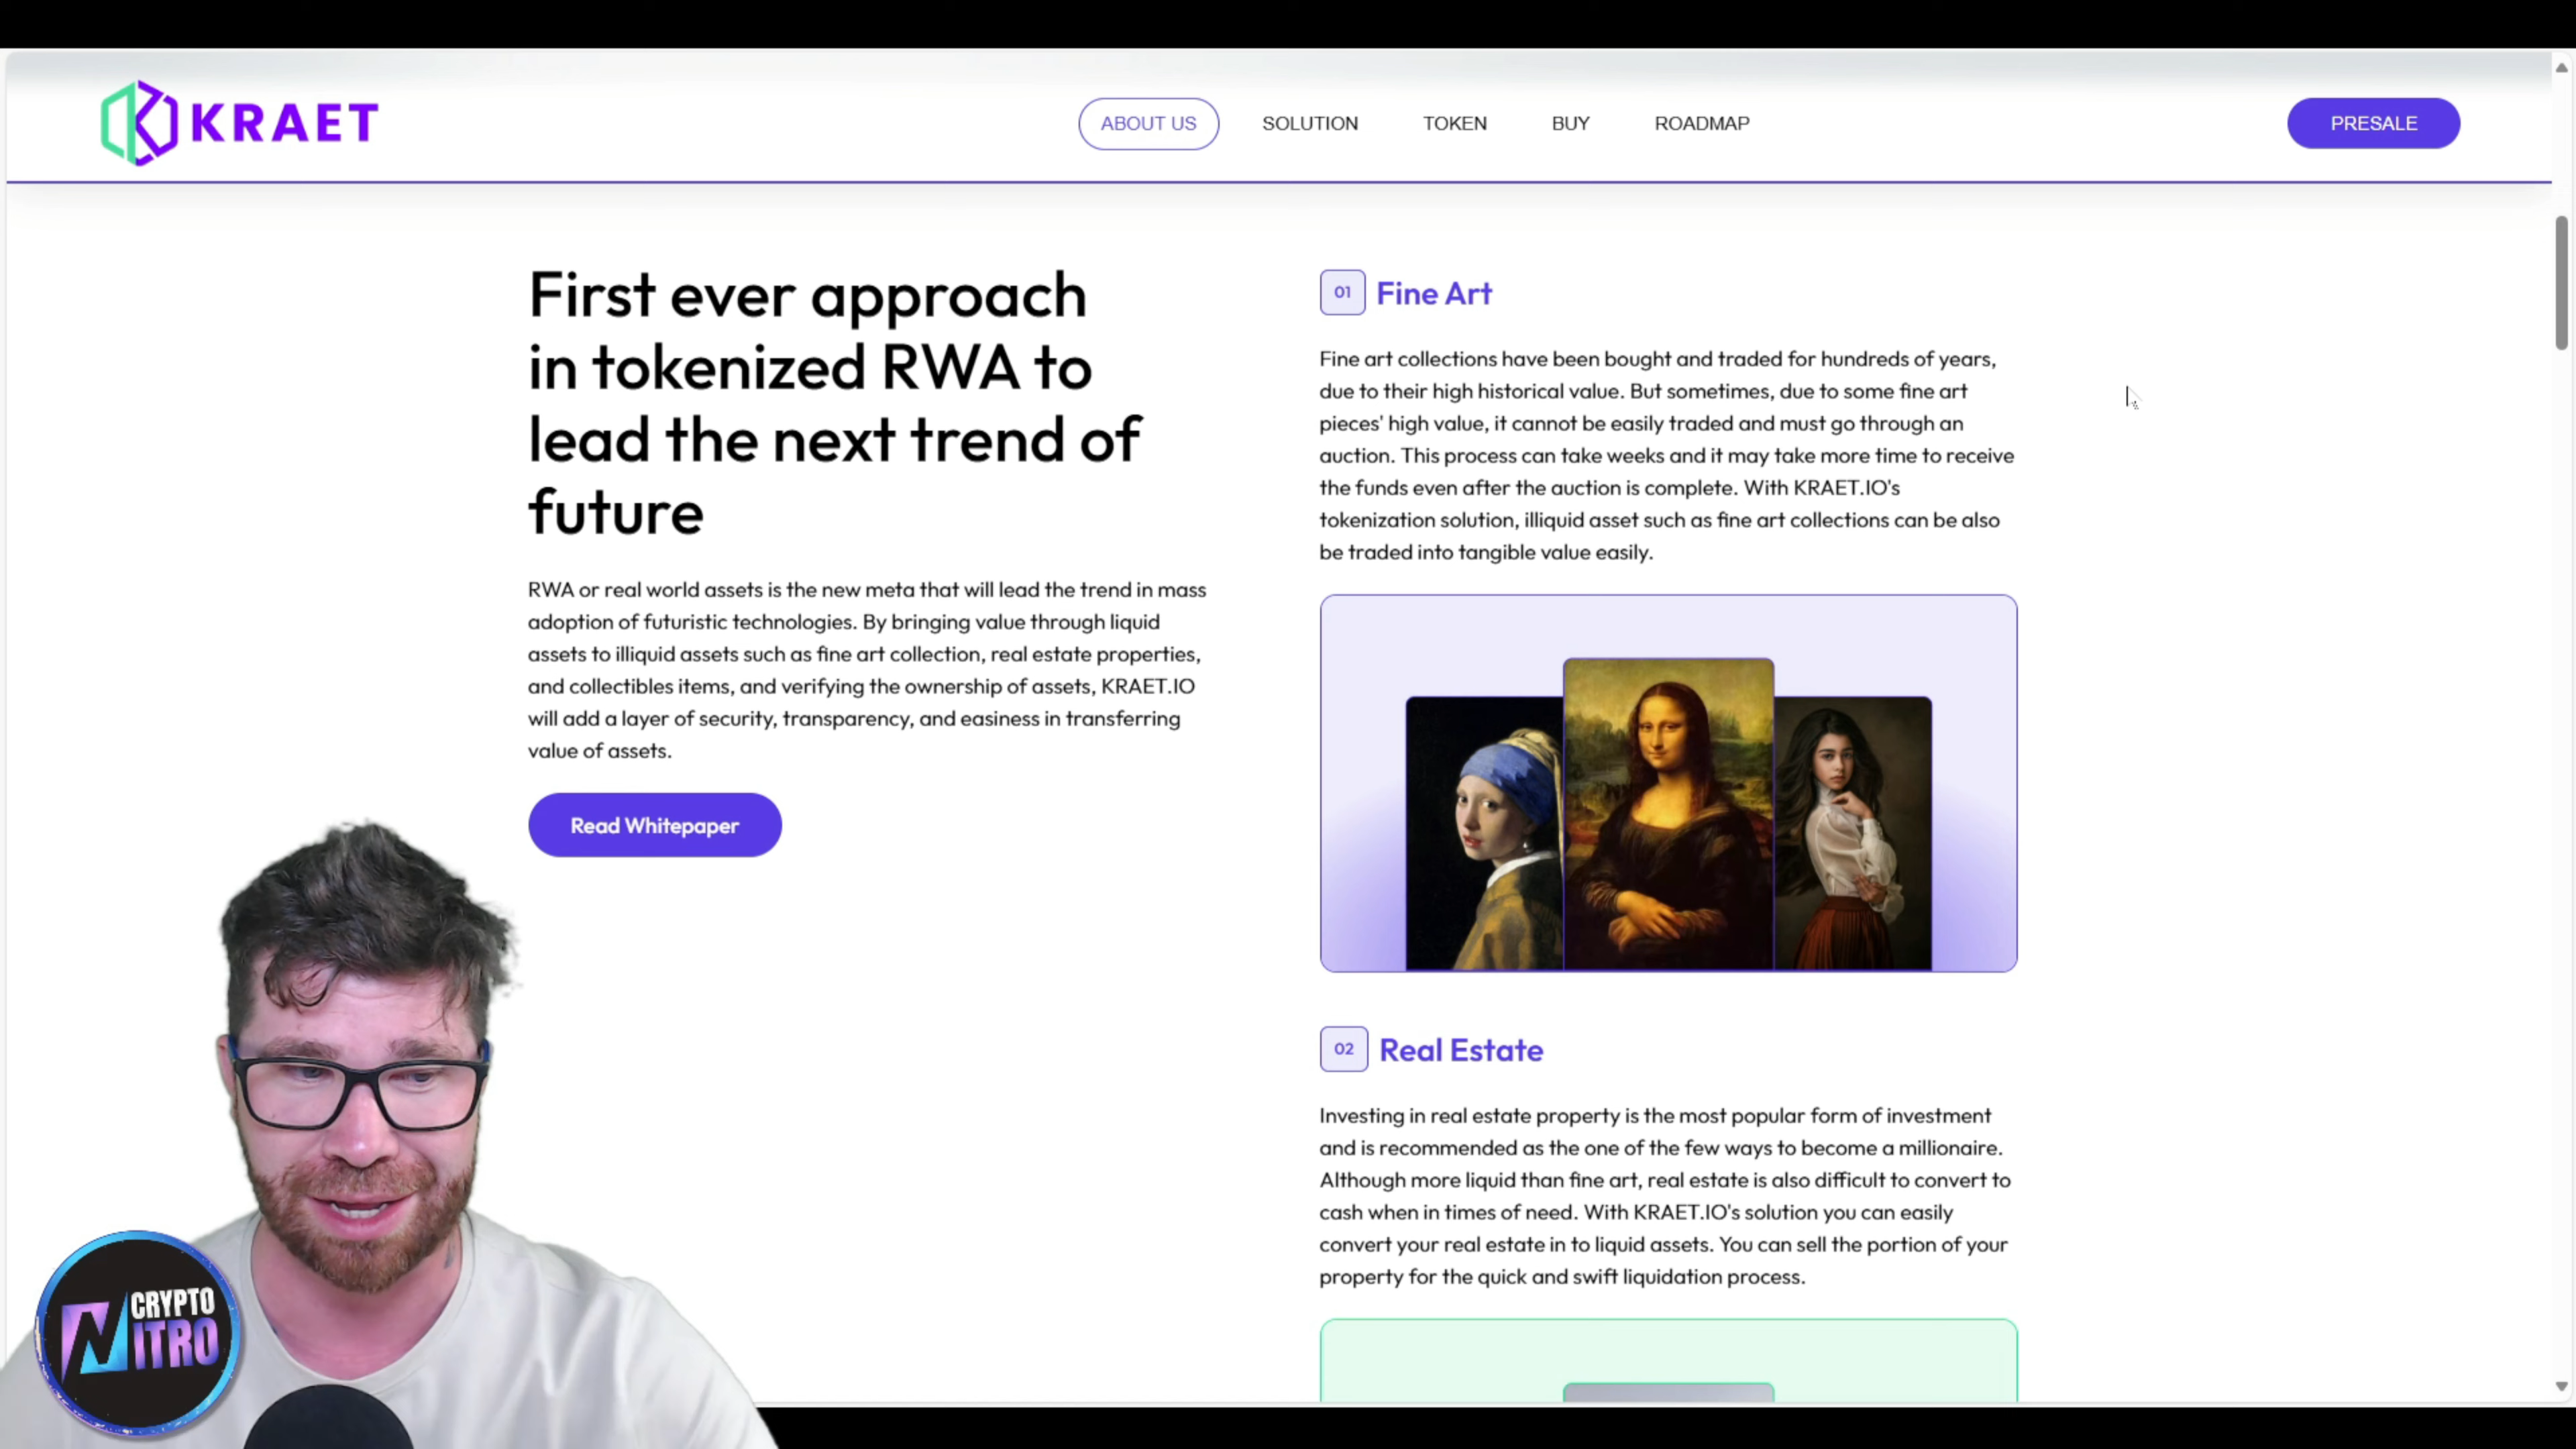 KRAET
ABOUT US
SOLUTION
TOKEN
BUY
ROADMAP
PRESALE
First ever approach
in tokenized RWA to
lead the next trend of
future
RWA or real world assets is the new meta that will lead the trend in mass
adoption of futuristic technologies. By bringing value through liquid
assets to illiquid assets such as fine art collection, real estate properties,
and collectibles items, and verifying the ownership of assets, KRAET.IO
will add a layer of security, transparency, and easiness in transferring
value of assets.
Read Whitepaper
01 Fine Art
Fine art collections have been bought and traded for hundreds of years,
due to their high historical value. But sometimes, due to some fine art
pieces' high value, it cannot be easily traded and must go through an
auction. This process can take weeks and it may take more time to receive
the funds even after the auction is complete. With KRAET.IO's
tokenization solution, illiquid asset such as fine art collections can be also
be traded into tangible value easily.
02 Real Estate
Investing in real estate property is the most popular form of investment
and is recommended as the one of the few ways to become a millionaire.
Although more liquid than fine art, real estate is also difficult to convert to
cash when in times of need. With KRAET.IO's solution you can easily
convert your real estate in to liquid assets. You can sell the portion of your
property for the quick and swift liquidation process.
CRYPTO
NITRO